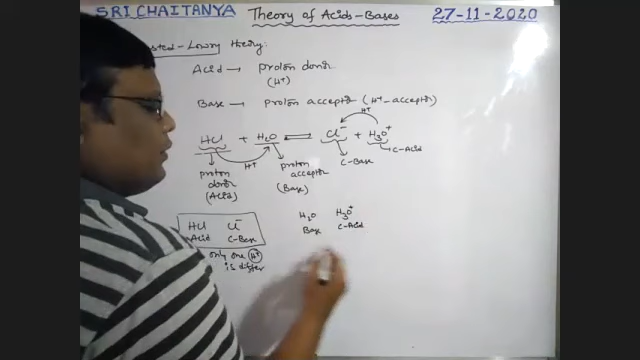 SRI CHAITANYA Theory of Acids-Bases 27-11-2020
sted-Lowry theory:
Acid → proton donor
(H⁺)
Base → proton acceptor (H⁺-acceptor)
H⁺
HCl + H₂O ⇌ Cl⁻ + H₃O⁺
H⁺
C-Acid
C-Base
proton donor (Acid)
proton acceptor (Base)
HCl Cl⁻
Acid C-Base
H₂O H₃O⁺
Base C-Acid
only one H⁺
is differ